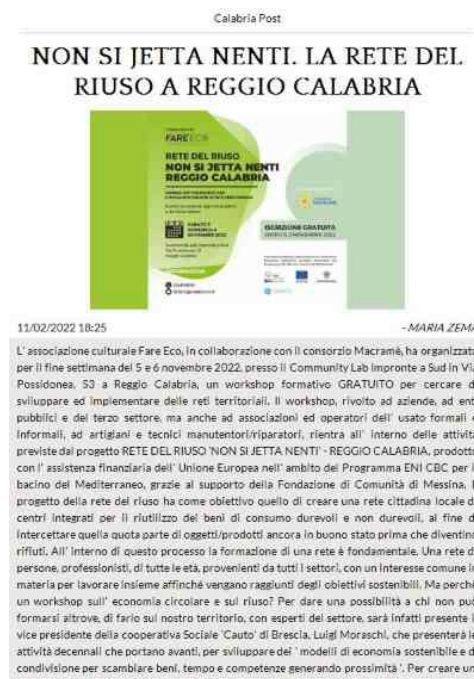 Calabria Post
NON SI JETTA NENTI. LA RETE DEL
RIUSO A REGGIO CALABRIA
FARE ECO
RETE DEL RIUSO
NON SI JETTA NENTI
REGGIO CALABRIA
ISCRIZIONE GRATUITA
11/02/2022 18:25 - MARIA ZEMA
L' associazione culturale Fare Eco, in collaborazione con il consorzio Macramè, ha organizzato
per il fine settimana del 5 e 6 novembre 2022, presso il Community Lab Impronte a Sud in Via
Possidonea, 53 a Reggio Calabria, un workshop formativo GRATUITO per cercare di
sviluppare ed implementare delle reti territoriali. Il workshop, rivolto ad aziende, ad enti
pubblici e del terzo settore, ma anche ad associazioni ed operatori dell' usato formali e
informali, ad artigiani e tecnici manutentori/riparatori, rientra all' interno delle attività
previste dal progetto RETE DEL RIUSO 'NON SI JETTA NENTI' - REGGIO CALABRIA, prodotto
con l' assistenza finanziaria dell' Unione Europea nell' ambito del Programma ENI CBC per il
bacino del Mediterraneo, grazie al supporto della Fondazione di Comunità di Messina. Il
progetto della rete del riuso ha come obiettivo quello di creare una rete cittadina locale di
centri integrati per il riutilizzo dei beni di consumo durevoli e non durevoli, al fine di
intercettare quella quota parte di oggetti/prodotti ancora in buono stato prima che diventino
rifiuti. All' interno di questo processo la formazione di una rete è fondamentale. Una rete di
persone, professionisti, di tutte le età, provenienti da tutti i settori, con un interesse comune in
materia per lavorare insieme affinché vengano raggiunti degli obiettivi sostenibili. Ma perché
un workshop sull' economia circolare e sul riuso? Per dare una possibilità a chi non può
formarsi altrove, di farlo sul nostro territorio, con esperti del settore, sarà infatti presente il
vice presidente della cooperativa Sociale 'Cauto' di Brescia, Luigi Moraschi, che presenterà le
attività decennali che portano avanti, per sviluppare dei ' modelli di economia sostenibile e di
condivisione per scambiare beni, tempo e competenze generando prossimità '. Per creare un